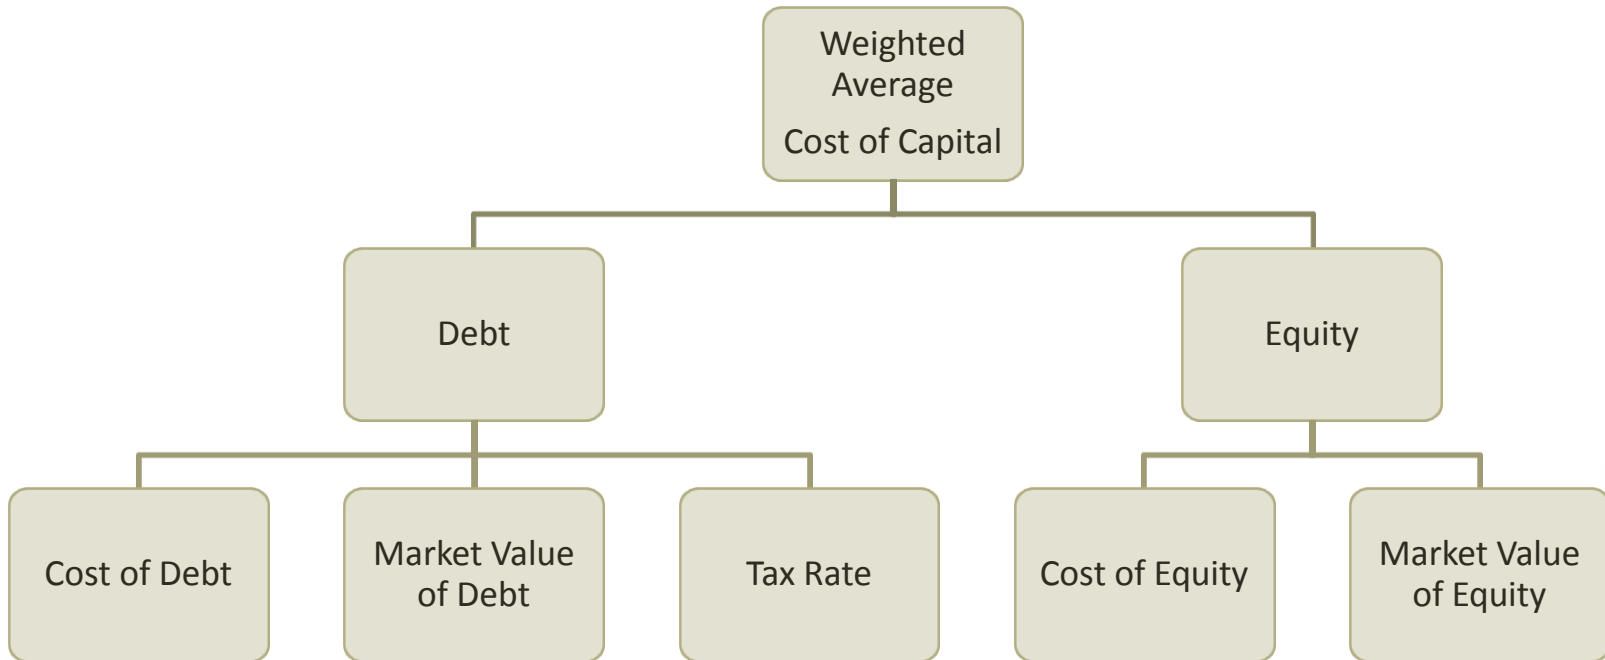 Weighted
Average
Cost of Capital
Debt
Equity
Cost of Debt
Market Value
of Debt
Tax Rate
Cost of Equity
Market Value
of Equity